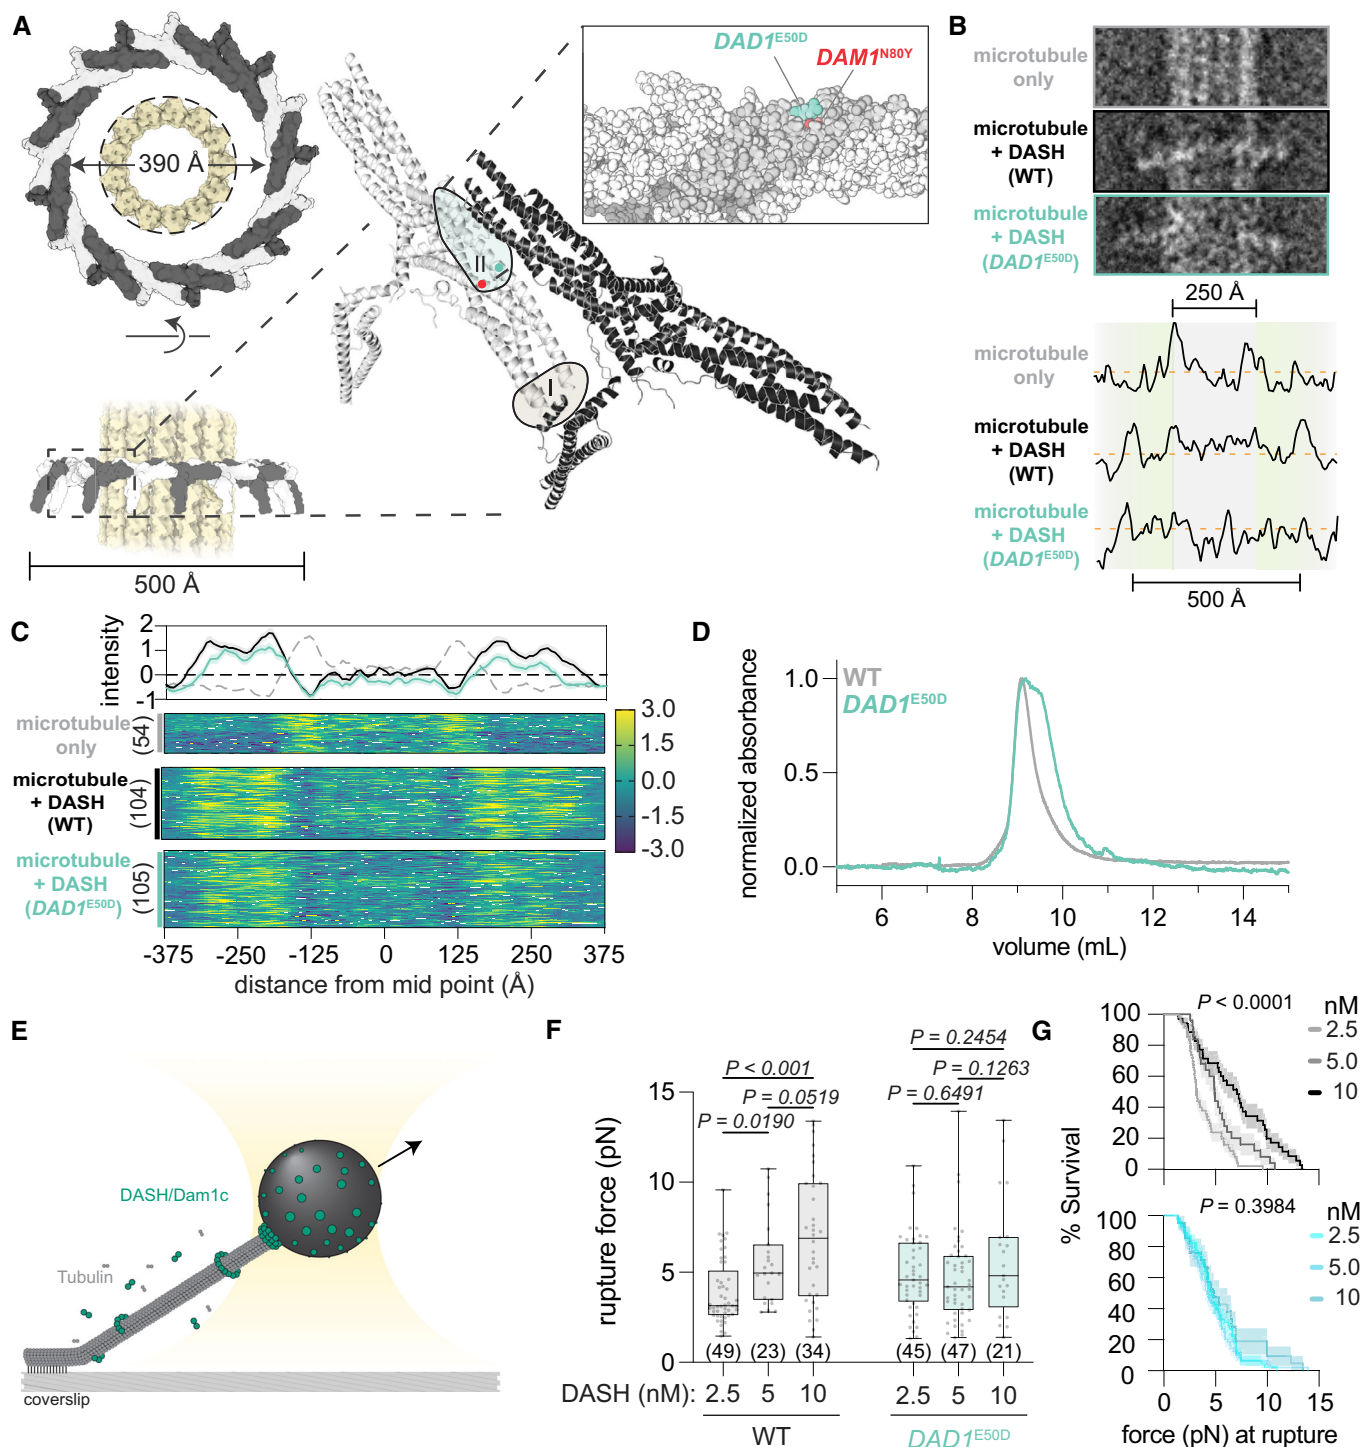 A
390 Å
500 Å
II
I
DAD1E50D
DAM1N80Y
B
microtubule
only
microtubule
+ DASH
(WT)
microtubule
+ DASH
(DAD1E50D)
250 Å
microtubule
only
microtubule
+ DASH
(WT)
microtubule
+ DASH
(DAD1E50D)
500 Å
C
intensity
2
1
0
-1
microtubule
only
(54)
microtubule
+ DASH
(WT)
(104)
microtubule
+ DASH
(DAD1E50D)
(105)
3.0
1.5
0.0
-1.5
-3.0
-375 -250 -125 0 125 250 375
distance from mid point (Å)
D
WT
DAD1E50D
normalized absorbance
1.0
0.5
0.0
6 8 10 12 14
volume (mL)
E
DASH/Dam1c
Tubulin
coverslip
F
rupture force (pN)
15
10
5
0
P < 0.001
P = 0.0519
P = 0.0190
P = 0.2454
P = 0.1263
P = 0.6491
(49) (23) (34) (45) (47) (21)
DASH (nM): 2.5 5 10 2.5 5 10
WT DAD1E50D
G
% Survival
100
80
60
40
20
0
P < 0.0001
nM
2.5
5.0
10
100
80
60
40
20
0
P = 0.3984
nM
2.5
5.0
10
0 5 10 15
force (pN) at rupture